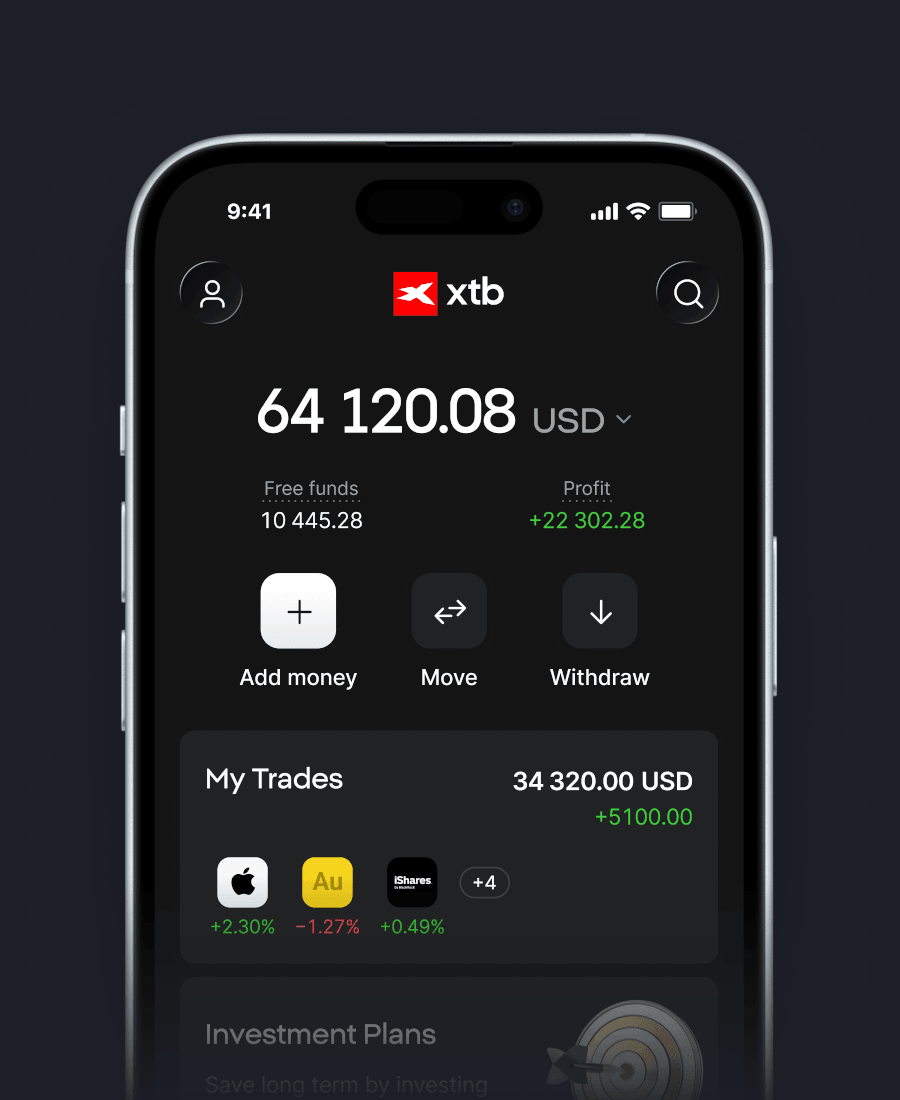 9:41
xtb
64 120.08 USD
Free funds
Profit
10 445.28
+22 302.28
Add money
Move
Withdraw
My Trades
34 320.00 USD
+5100.00
Au
iShares
by BlackRock
+4
+2.30%
−1.27%
+0.49%
Investment Plans
Save long term by investing